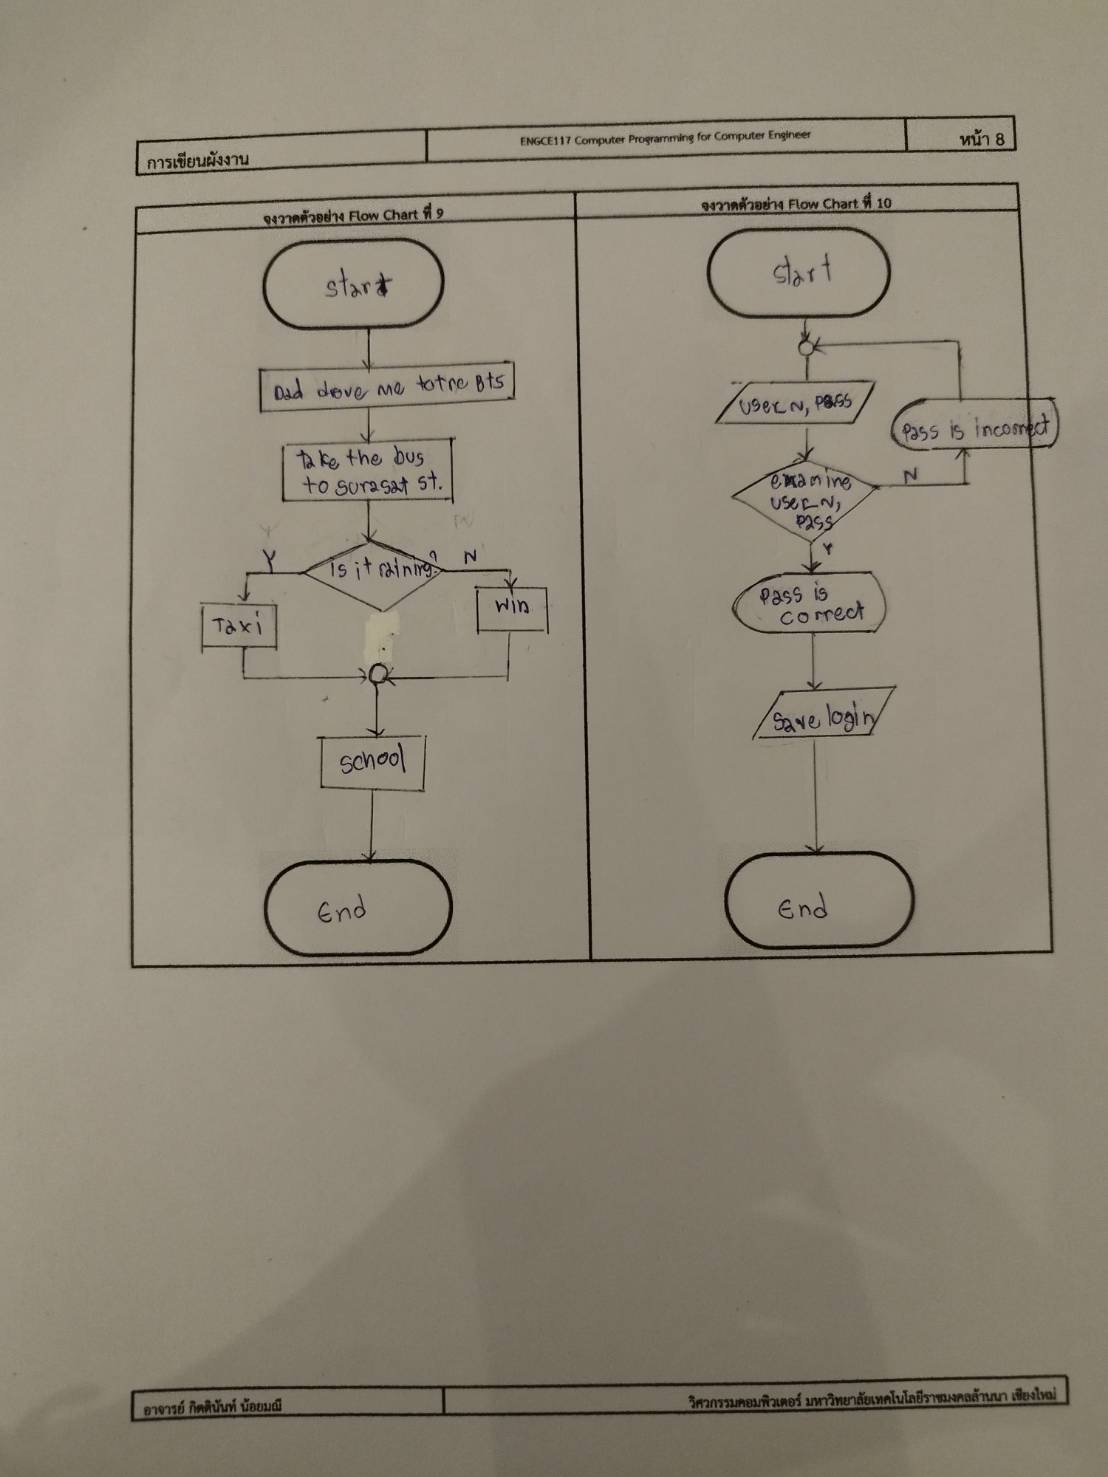 การเขียนผังงาน
ENGCE117 Computer Programming for Computer Engineer
หน้า 8
จงวาดตัวอย่าง Flow Chart ที่ 9
จงวาดตัวอย่าง Flow Chart ที่ 10
start
Dad drove me to the Bts
Take the bus
to surasat st.
Is it raining?
Y
N
Taxi
Win
school
End
start
user_N, Pass
Pass is incorrect
examine
user_N,
pass
N
Y
Pass is
correct
Save login
End
อาจารย์ กิตตินันท์ น้อยมณี
วิศวกรรมคอมพิวเตอร์ มหาวิทยาลัยเทคโนโลยีราชมงคลล้านนา เชียงใหม่